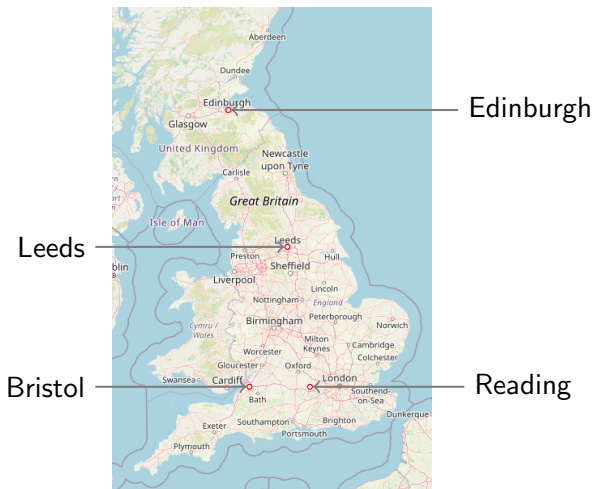 Aberdeen
Dundee
Edinburgh
Edinburgh
Glasgow
United Kingdom
Newcastle
upon Tyne
Carlisle
Great Britain
Isle of Man
Leeds
Leeds
Preston
Hull
Sheffield
blin
Liverpool
Lincoln
Nottingham
England
Peterborough
Norwich
Cymru /
Wales
Birmingham
Milton
Keynes
Cambridge
Worcester
Colchester
Gloucester
Oxford
Swansea
Cardiff
London
Bristol
Reading
Bath
Southend-
on-Sea
Dunkerque
Southampton
Brighton
Exeter
Portsmouth
Plymouth